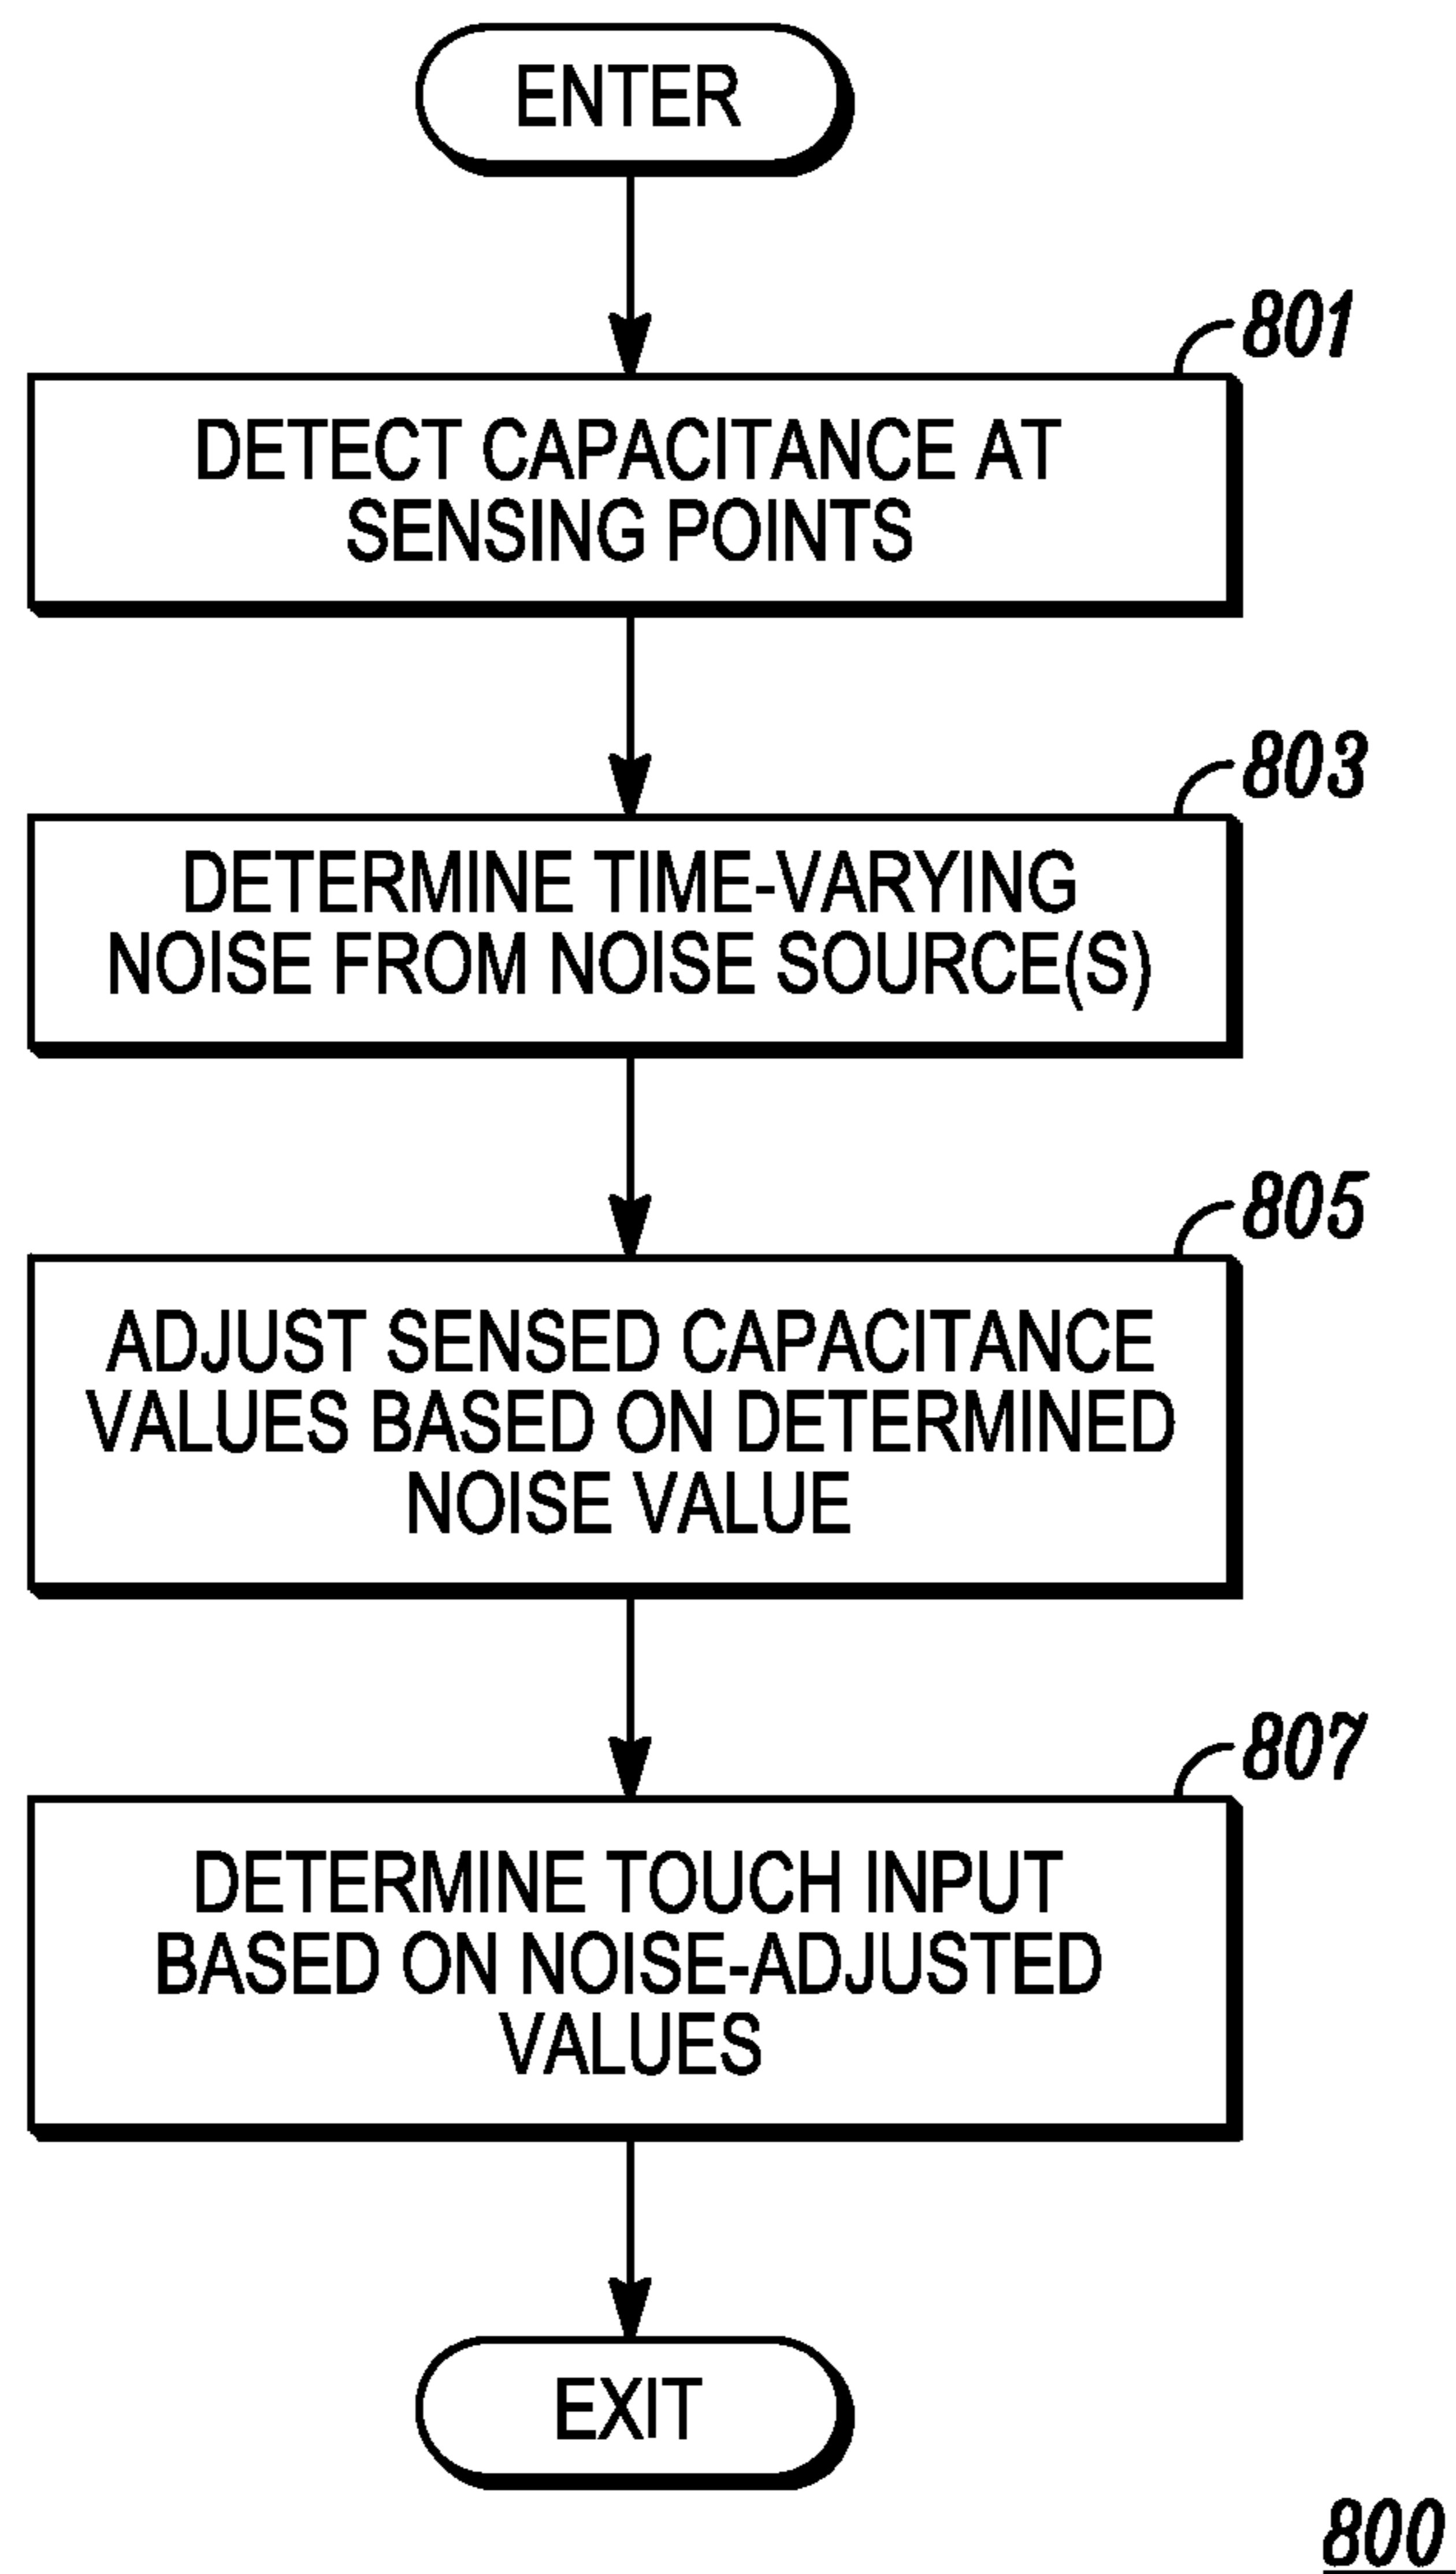 ENTER
801
DETECT CAPACITANCE AT
SENSING POINTS
803
DETERMINE TIME-VARYING
NOISE FROM NOISE SOURCE(S)
805
ADJUST SENSED CAPACITANCE
VALUES BASED ON DETERMINED
NOISE VALUE
807
DETERMINE TOUCH INPUT
BASED ON NOISE-ADJUSTED
VALUES
EXIT
800